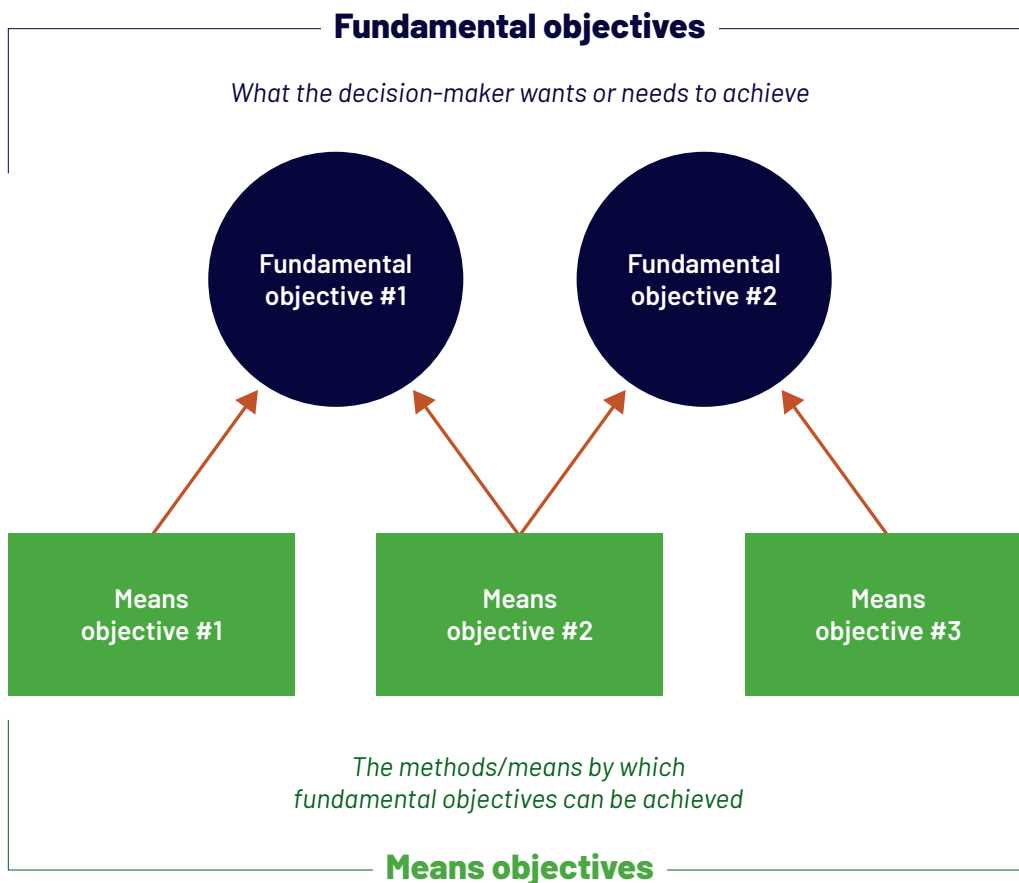 Fundamental objectives
What the decision-maker wants or needs to achieve
Fundamental
objective #1
Fundamental
objective #2
Means
objective #1
Means
objective #2
Means
objective #3
The methods/means by which
fundamental objectives can be achieved
Means objectives